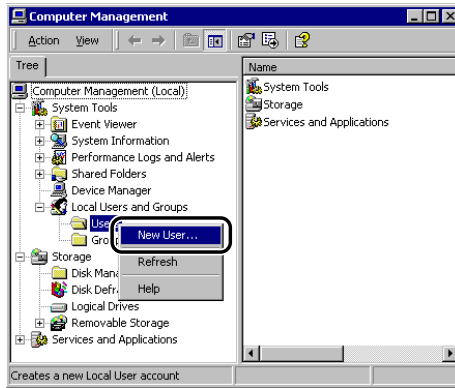 Computer Management
Action View
Tree
Name
Computer Management (Local)
System Tools
Event Viewer
System Information
Performance Logs and Alerts
Shared Folders
Device Manager
Local Users and Groups
Users
Storage
Logical Drives
Removable Storage
Services and Applications
New User...
Refresh
Help
System Tools
Storage
Services and Applications
Creates a new Local User account